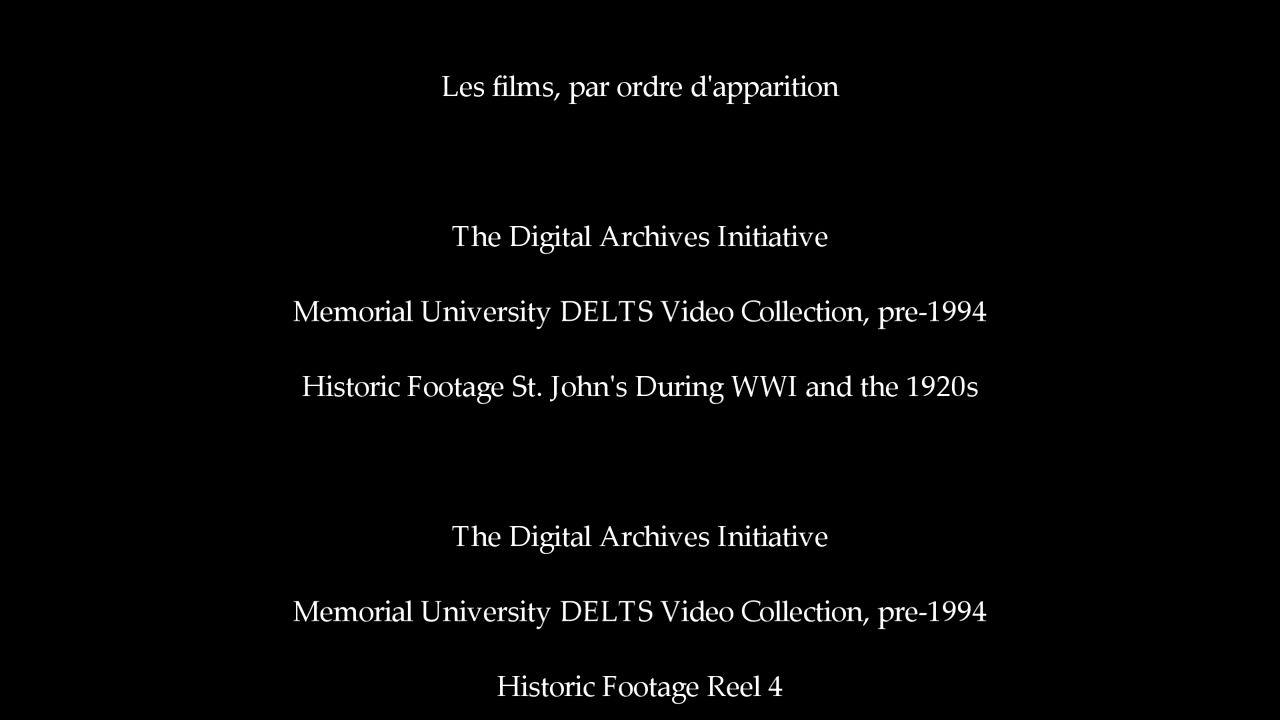 Les films, par ordre d'apparition
The Digital Archives Initiative
Memorial University DELTS Video Collection, pre-1994
Historic Footage St. John's During WWI and the 1920s
The Digital Archives Initiative
Memorial University DELTS Video Collection, pre-1994
Historic Footage Reel 4